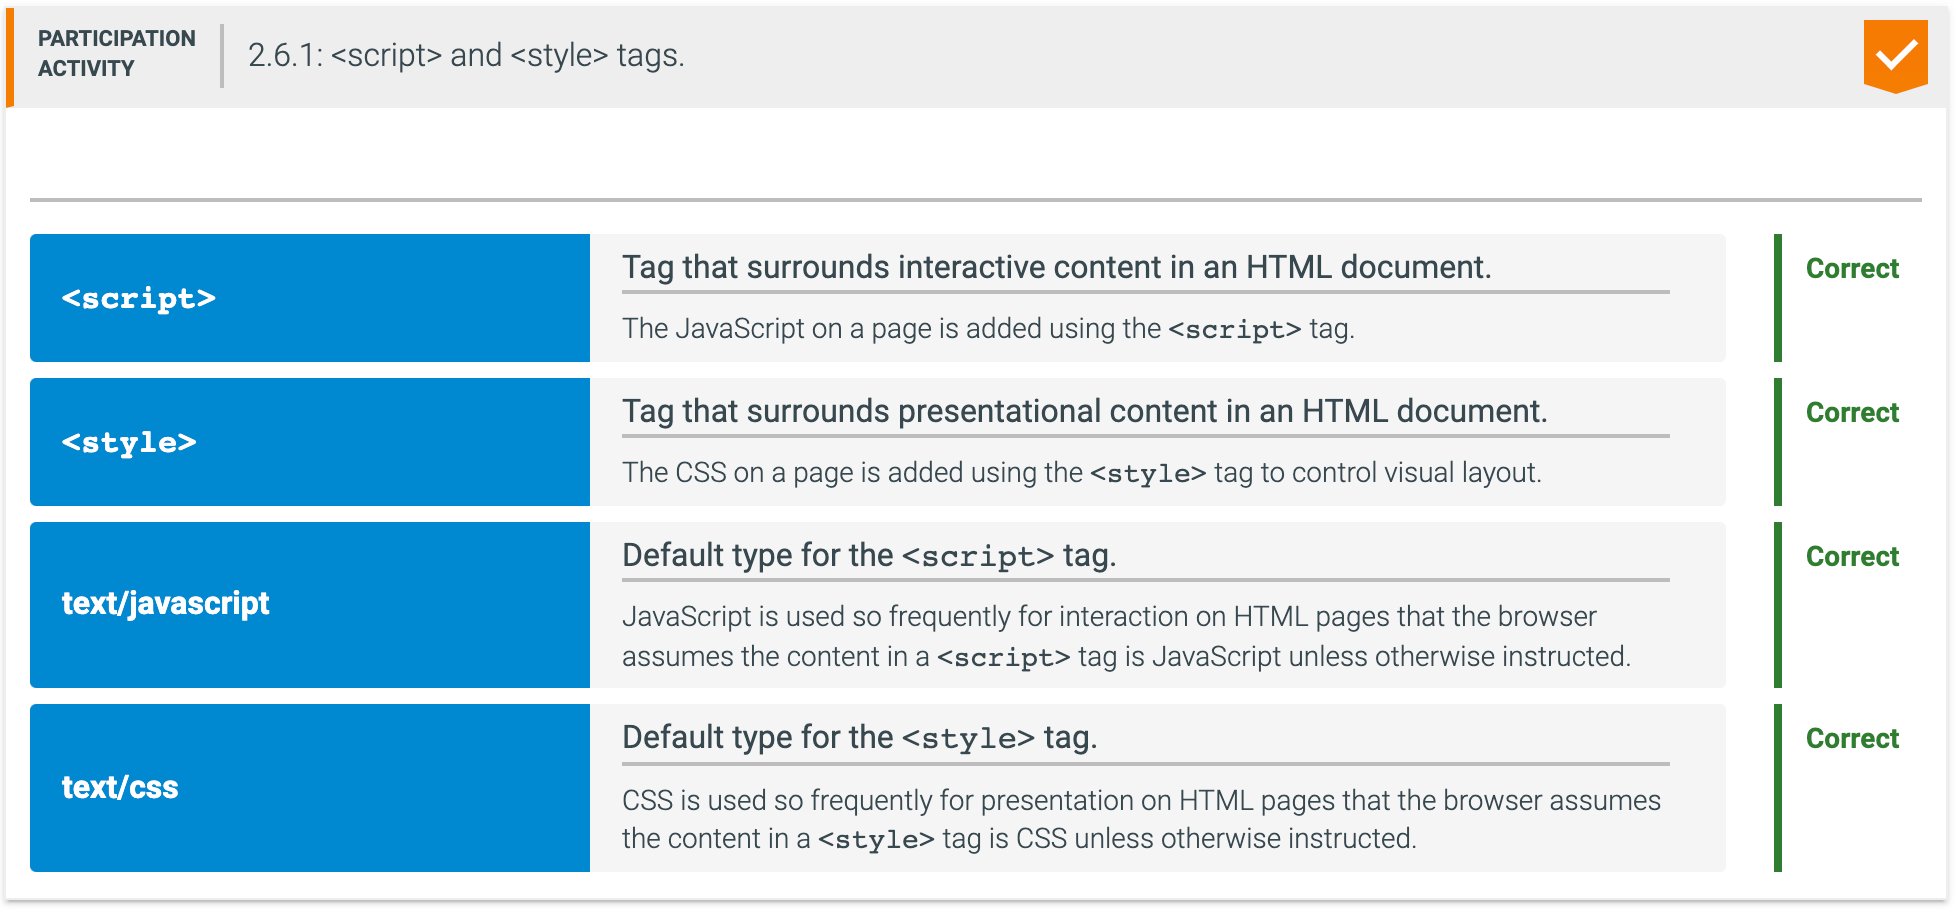 PARTICIPATION
ACTIVITY
2.6.1: <script> and <style> tags.
<script>
Tag that surrounds interactive content in an HTML document.
The JavaScript on a page is added using the <script> tag.
Correct
<style>
Tag that surrounds presentational content in an HTML document.
The CSS on a page is added using the <style> tag to control visual layout.
Correct
text/javascript
Default type for the <script> tag.
JavaScript is used so frequently for interaction on HTML pages that the browser
assumes the content in a <script> tag is JavaScript unless otherwise instructed.
Correct
text/css
Default type for the <style> tag.
CSS is used so frequently for presentation on HTML pages that the browser assumes
the content in a <style> tag is CSS unless otherwise instructed.
Correct